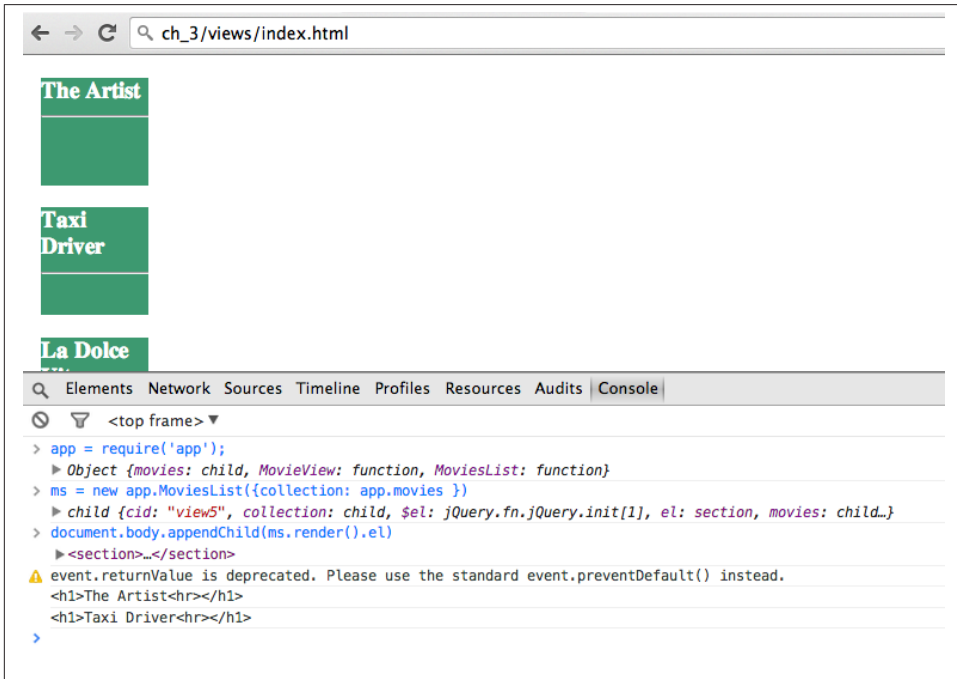 ch_3/views/index.html
The Artist
Taxi
Driver
La Dolce
Elements Network Sources Timeline Profiles Resources Audits Console
<top frame> ▼
> app = require('app');
▶ Object {movies: child, MovieView: function, MoviesList: function}
> ms = new app.MoviesList({collection: app.movies })
▶ child {cid: "view5", collection: child, $el: jQuery.fn.jQuery.init[1], el: section, movies: child…}
> document.body.appendChild(ms.render().el)
▶<section>…</section>
event.returnValue is deprecated. Please use the standard event.preventDefault() instead.
<h1>The Artist<hr></h1>
<h1>Taxi Driver<hr></h1>
>